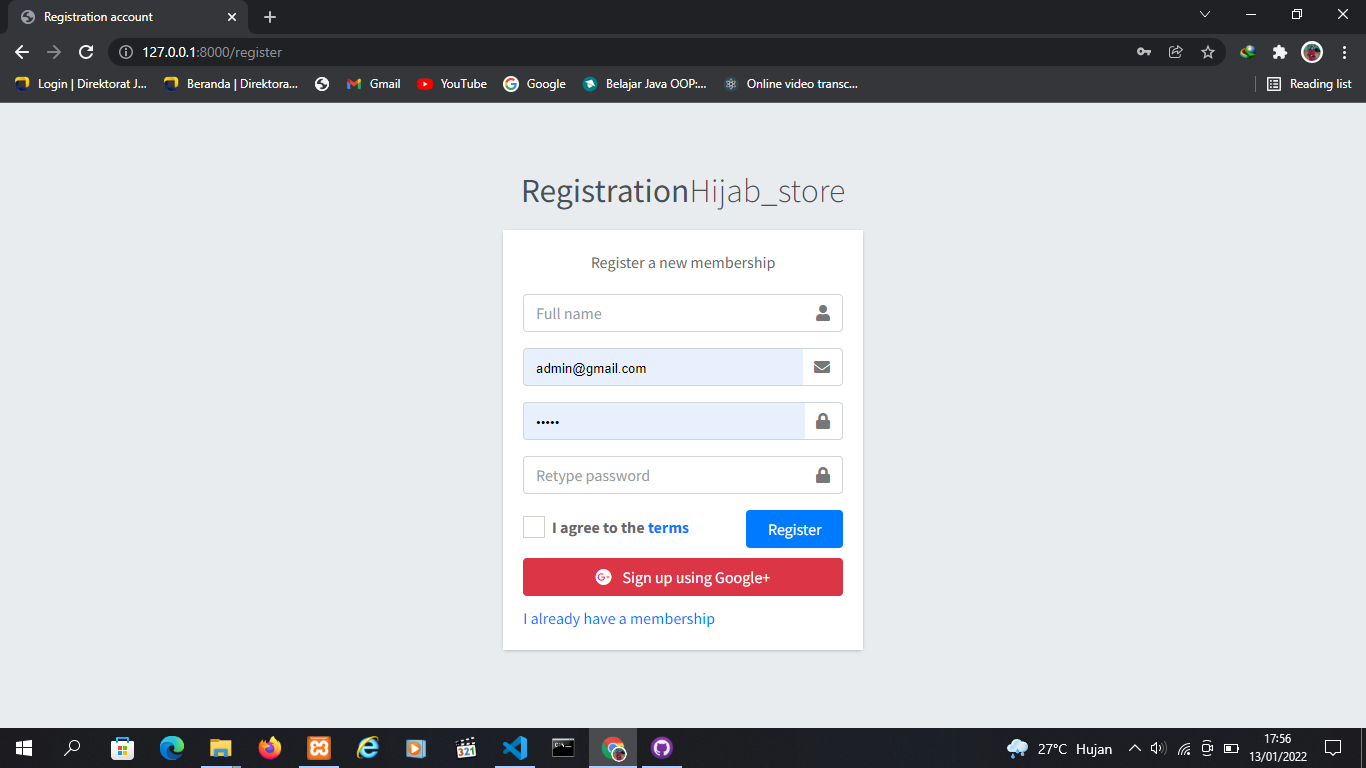 Registration account
127.0.0.1:8000/register
Login | Direktorat J...
Beranda | Direktora...
Gmail
YouTube
Google
Belajar Java OOP:...
Online video transc...
Reading list
RegistrationHijab_store
Register a new membership
Full name
admin@gmail.com
•••••
Retype password
I agree to the terms
Register
G+ Sign up using Google+
I already have a membership
321
27°C Hujan
17:56
13/01/2022